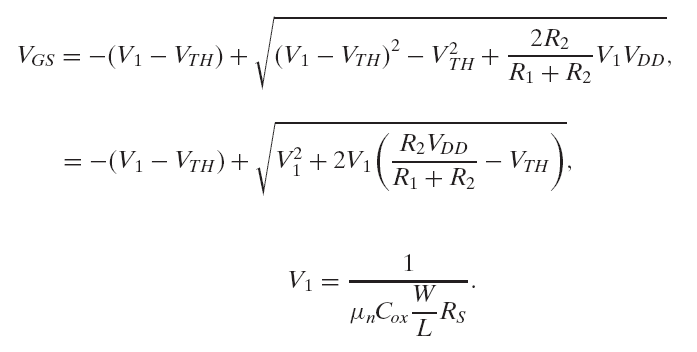 V_{GS} = −(V_1 − V_{TH}) + \sqrt{(V_1 − V_{TH})^2 − V_{TH}^2 + \frac{2R_2}{R_1 + R_2} V_1 V_{DD}},
= −(V_1 − V_{TH}) + \sqrt{V_1^2 + 2V_1 \left( \frac{R_2 V_{DD}}{R_1 + R_2} − V_{TH} \right)},
V_1 = \frac{1}{μ_n C_{ox} \frac{W}{L} R_S}.